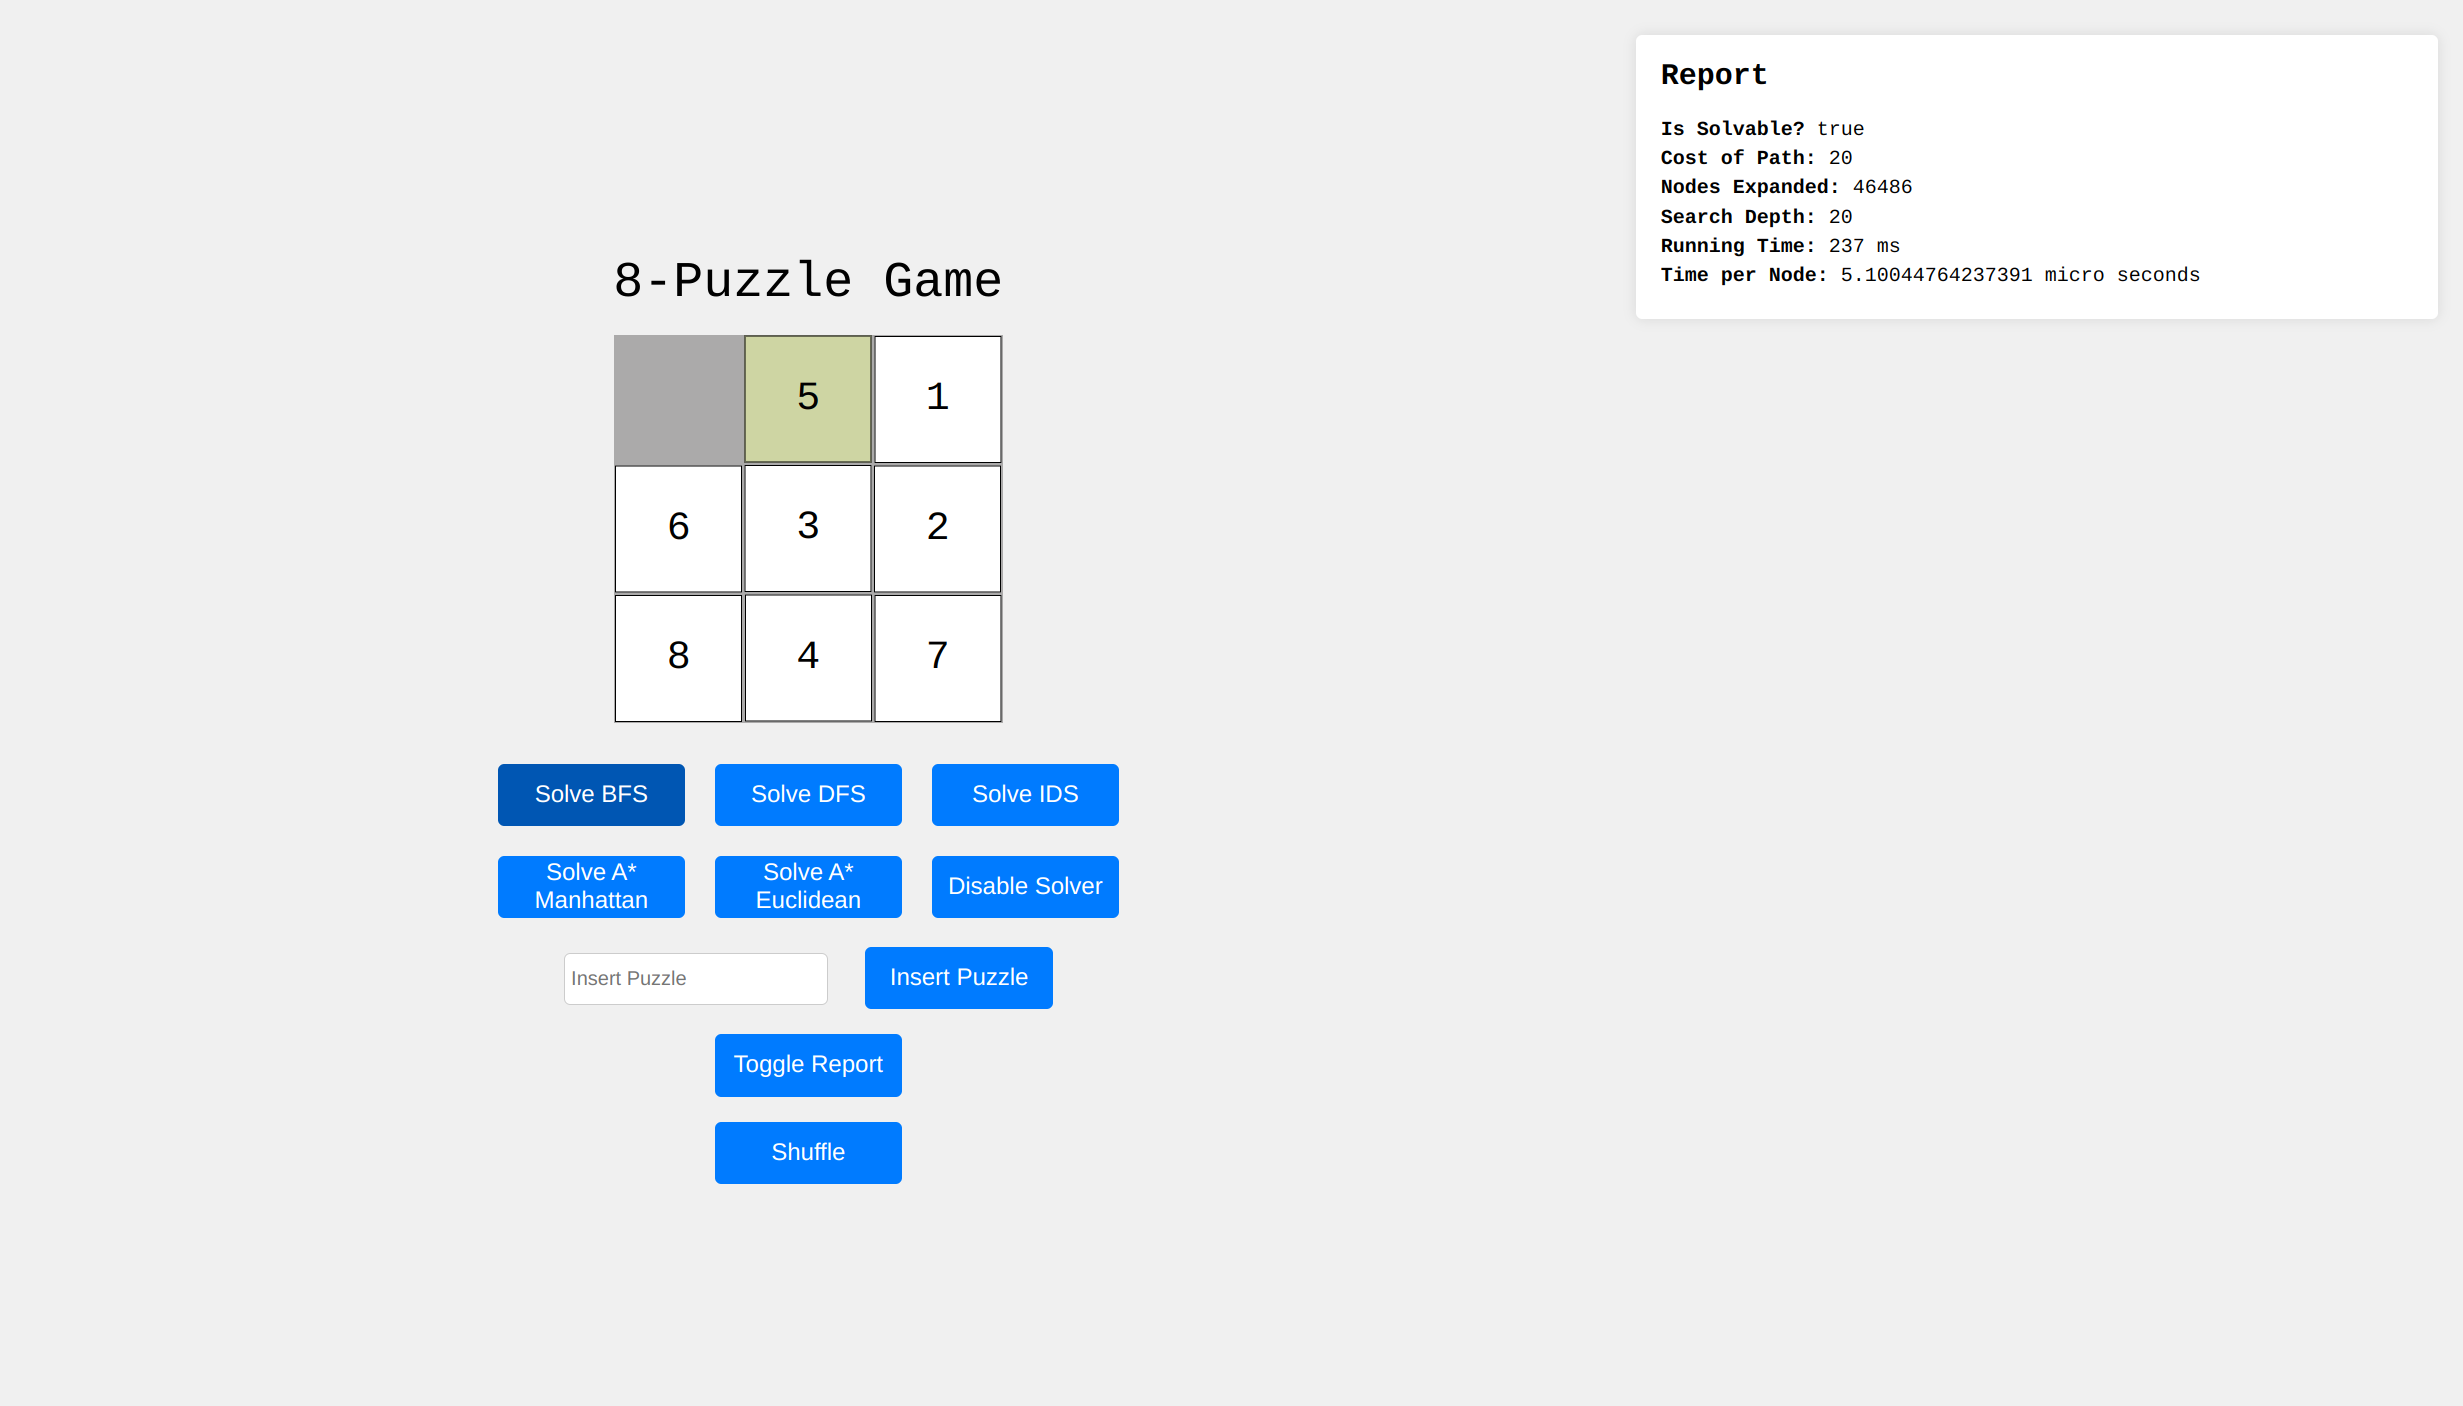 Report
Is Solvable? true
Cost of Path: 20
Nodes Expanded: 46486
Search Depth: 20
Running Time: 237 ms
Time per Node: 5.10044764237391 micro seconds
8-Puzzle Game
5 1
6 3 2
8 4 7
Solve BFS
Solve DFS
Solve IDS
Solve A*
Manhattan
Solve A*
Euclidean
Disable Solver
Insert Puzzle
Insert Puzzle
Toggle Report
Shuffle